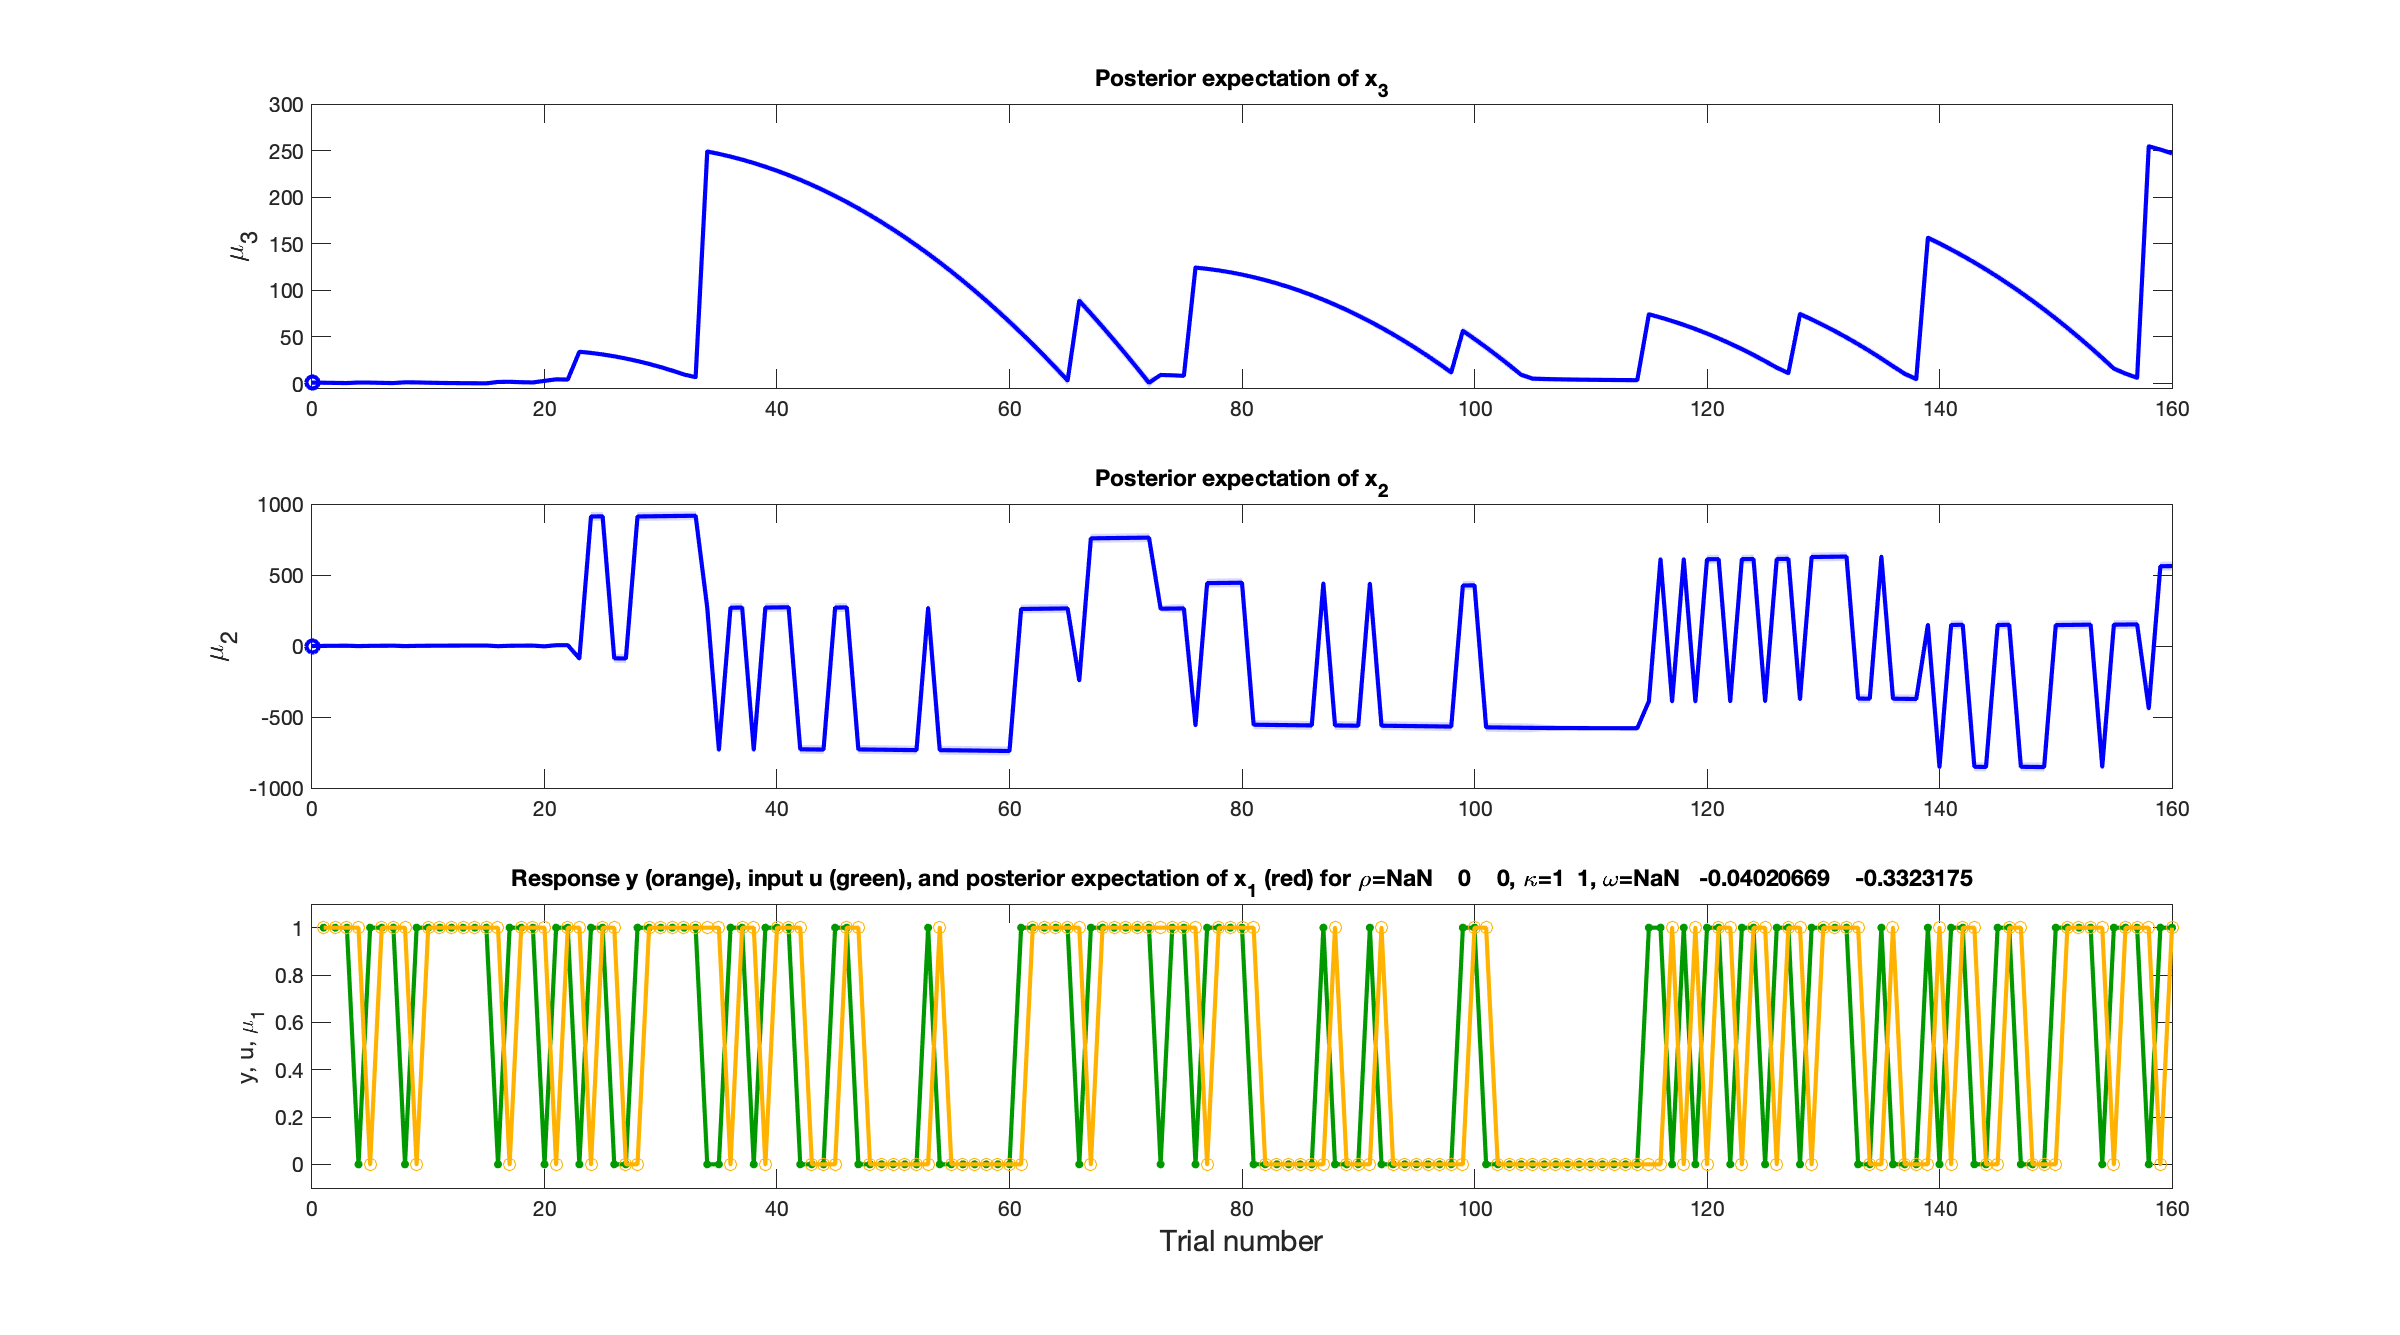 Posterior expectation of x3
300
250
200
150
100
50
0
μ3
0 20 40 60 80 100 120 140 160
Posterior expectation of x2
1000
500
0
-500
-1000
μ2
0 20 40 60 80 100 120 140 160
Response y (orange), input u (green), and posterior expectation of x1 (red) for ρ=NaN 0 0, κ=1 1, ω=NaN -0.04020669 -0.3323175
1
0.8
0.6
0.4
0.2
0
y, u, μ1
0 20 40 60 80 100 120 140 160
Trial number